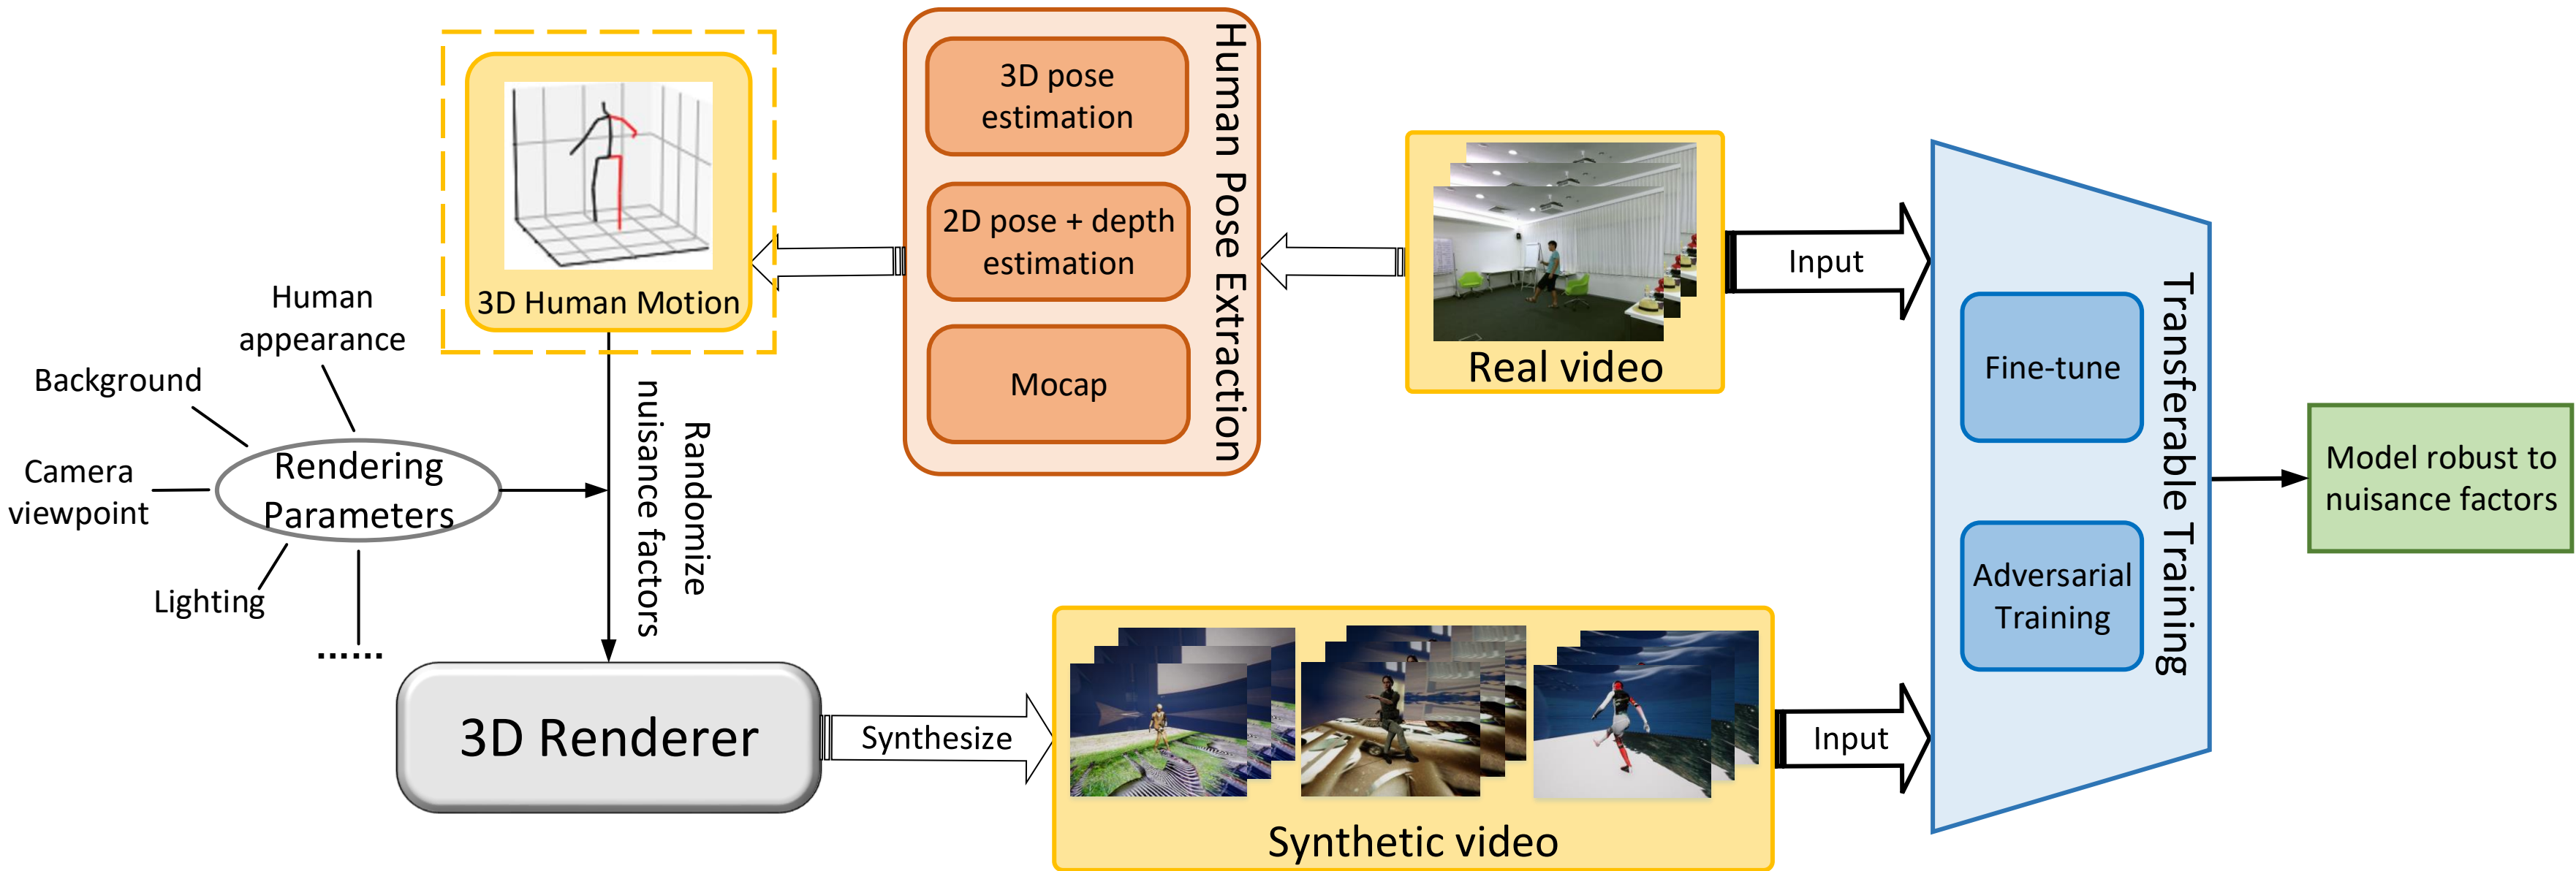 3D pose
estimation
2D pose + depth
estimation
Mocap
Human Pose Extraction
3D Human Motion
Real video
Input
Human
appearance
Background
Camera
viewpoint
Lighting
......
Rendering
Parameters
Randomize
nuisance factors
3D Renderer
Synthesize
Synthetic video
Input
Fine-tune
Adversarial
Training
Transferable Training
Model robust to
nuisance factors